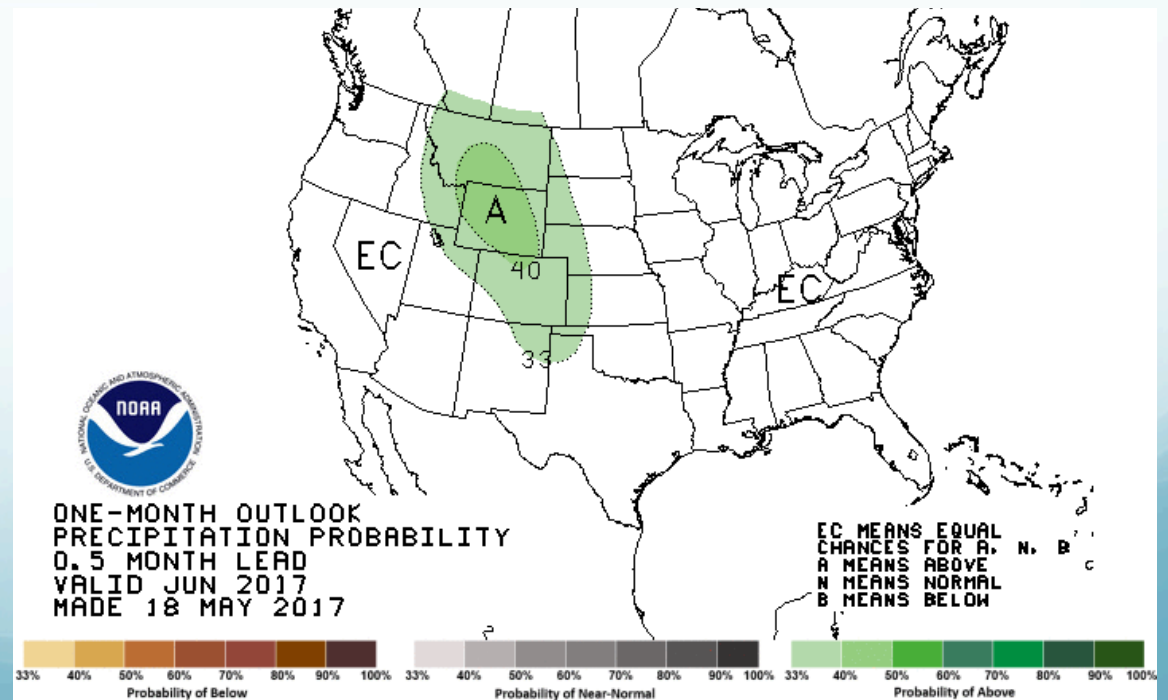 EC
A
40
EC
33
NATIONAL OCEANIC AND ATMOSPHERIC ADMINISTRATION
NOAA
U.S. DEPARTMENT OF COMMERCE
ONE-MONTH OUTLOOK
PRECIPITATION PROBABILITY
0.5 MONTH LEAD
VALID JUN 2017
MADE 18 MAY 2017
EC MEANS EQUAL
CHANCES FOR A, N, B
A MEANS ABOVE
N MEANS NORMAL
B MEANS BELOW
33% 40% 50% 60% 70% 80% 90% 100%
Probability of Below
33% 40% 50% 60% 70% 80% 90% 100%
Probability of Near-Normal
33% 40% 50% 60% 70% 80% 90% 100%
Probability of Above